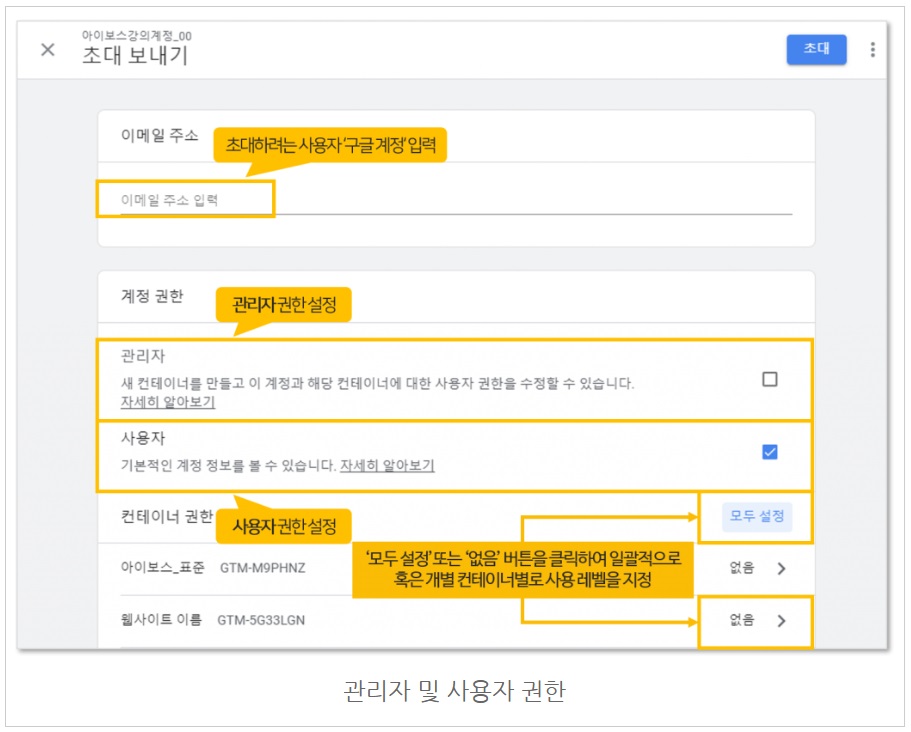 아이보스강의계정_00
초대 보내기
초대
이메일 주소
초대하려는 사용자 '구글 계정' 입력
이메일 주소 입력
계정 권한
관리자 권한 설정
관리자
새 컨테이너를 만들고 이 계정과 해당 컨테이너에 대한 사용자 권한을 수정할 수 있습니다.
자세히 알아보기
사용자
기본적인 계정 정보를 볼 수 있습니다. 자세히 알아보기
컨테이너 권한
사용자 권한 설정
모두 설정
'모두 설정' 또는 '없음' 버튼을 클릭하여 일괄적으로
혹은 개별 컨테이너별로 사용 레벨을 지정
아이보스_표준 GTM-M9PHNZ
없음
웹사이트 이름 GTM-5G33LGN
없음
관리자 및 사용자 권한